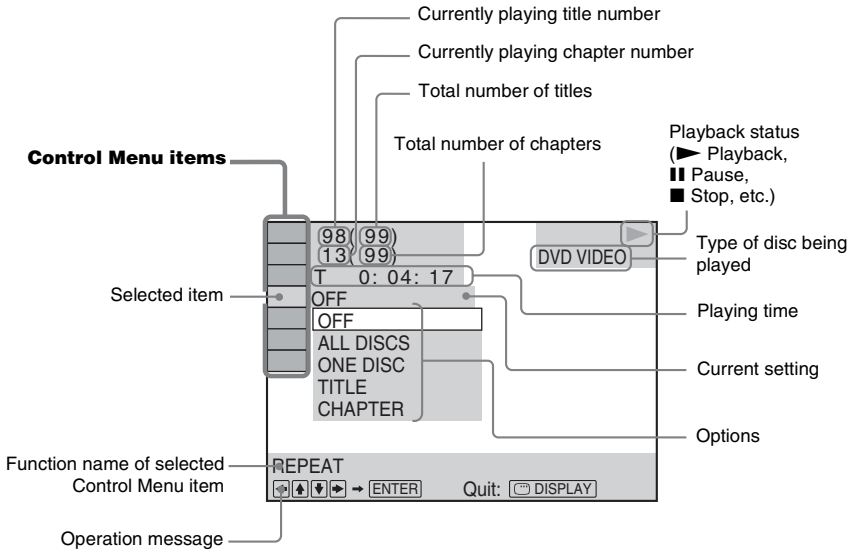 Currently playing title number
Currently playing chapter number
Total number of titles
Total number of chapters
Playback status
(► Playback,
▮▮ Pause,
■ Stop, etc.)
Control Menu items
98(99)
13(99)
DVD VIDEO
Type of disc being
played
T 0: 04: 17
Playing time
Selected item
OFF
Current setting
OFF
ALL DISCS
ONE DISC
TITLE
CHAPTER
Options
Function name of selected
Control Menu item
REPEAT
← ↑ ↓ → → ENTER Quit: DISPLAY
Operation message